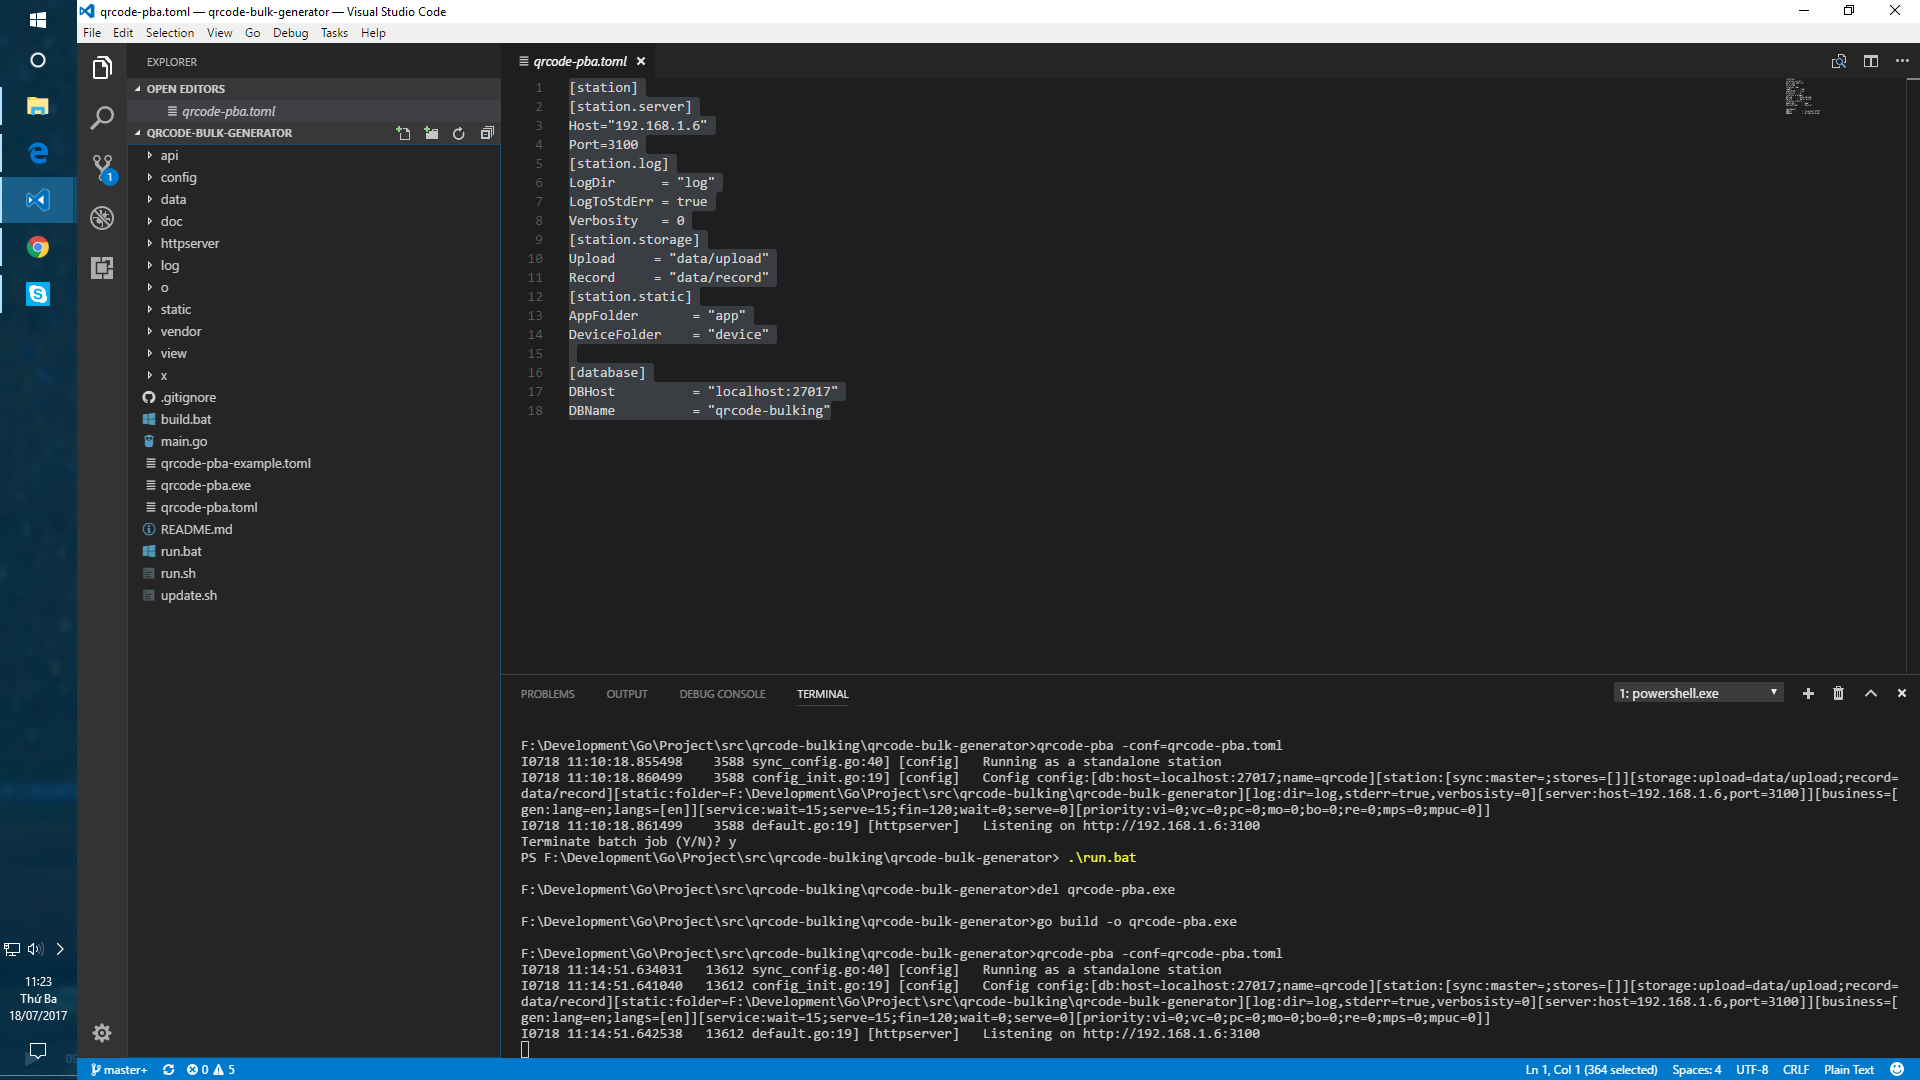 qrcode-pba.toml — qrcode-bulk-generator — Visual Studio Code
File Edit Selection View Go Debug Tasks Help
EXPLORER
OPEN EDITORS
qrcode-pba.toml
QRCODE-BULK-GENERATOR
api
config
data
doc
httpserver
log
o
static
vendor
view
x
.gitignore
build.bat
main.go
qrcode-pba-example.toml
qrcode-pba.exe
qrcode-pba.toml
README.md
run.bat
run.sh
update.sh
1
qrcode-pba.toml
1 [station]
2 [station.server]
3 Host="192.168.1.6"
4 Port=3100
5 [station.log]
6 LogDir      = "log"
7 LogToStdErr = true
8 Verbosity   = 0
9 [station.storage]
10 Upload     = "data/upload"
11 Record     = "data/record"
12 [station.static]
13 AppFolder       = "app"
14 DeviceFolder    = "device"
15
16 [database]
17 DBHost          = "localhost:27017"
18 DBName          = "qrcode-bulking"
PROBLEMS OUTPUT DEBUG CONSOLE TERMINAL
1: powershell.exe
F:\Development\Go\Project\src\qrcode-bulking\qrcode-bulk-generator>qrcode-pba -conf=qrcode-pba.toml
I0718 11:10:18.855498    3588 sync_config.go:40] [config]   Running as a standalone station
I0718 11:10:18.860499    3588 config_init.go:19] [config]   Config config:[db:host=localhost:27017;name=qrcode][station:[sync:master=;stores=[]][storage:upload=data/upload;record=
data/record][static:folder=F:\Development\Go\Project\src\qrcode-bulking\qrcode-bulk-generator][log:dir=log,stderr=true,verbosisty=0][server:host=192.168.1.6,port=3100]][business=[
gen:lang=en;langs=[en]][service:wait=15;serve=15;fin=120;wait=0;serve=0][priority:vi=0;vc=0;pc=0;mo=0;bo=0;re=0;mps=0;mpuc=0]]
I0718 11:10:18.861499    3588 default.go:19] [httpserver]   Listening on http://192.168.1.6:3100
Terminate batch job (Y/N)? y
PS F:\Development\Go\Project\src\qrcode-bulking\qrcode-bulk-generator> .\run.bat
F:\Development\Go\Project\src\qrcode-bulking\qrcode-bulk-generator>del qrcode-pba.exe
F:\Development\Go\Project\src\qrcode-bulking\qrcode-bulk-generator>go build -o qrcode-pba.exe
F:\Development\Go\Project\src\qrcode-bulking\qrcode-bulk-generator>qrcode-pba -conf=qrcode-pba.toml
I0718 11:14:51.634031   13612 sync_config.go:40] [config]   Running as a standalone station
I0718 11:14:51.641040   13612 config_init.go:19] [config]   Config config:[db:host=localhost:27017;name=qrcode][station:[sync:master=;stores=[]][storage:upload=data/upload;record=
data/record][static:folder=F:\Development\Go\Project\src\qrcode-bulking\qrcode-bulk-generator][log:dir=log,stderr=true,verbosisty=0][server:host=192.168.1.6,port=3100]][business=[
gen:lang=en;langs=[en]][service:wait=15;serve=15;fin=120;wait=0;serve=0][priority:vi=0;vc=0;pc=0;mo=0;bo=0;re=0;mps=0;mpuc=0]]
I0718 11:14:51.642538   13612 default.go:19] [httpserver]   Listening on http://192.168.1.6:3100
11:23
Thứ Ba
18/07/2017
master+ 0 5 Ln 1, Col 1 (364 selected) Spaces: 4 UTF-8 CRLF Plain Text